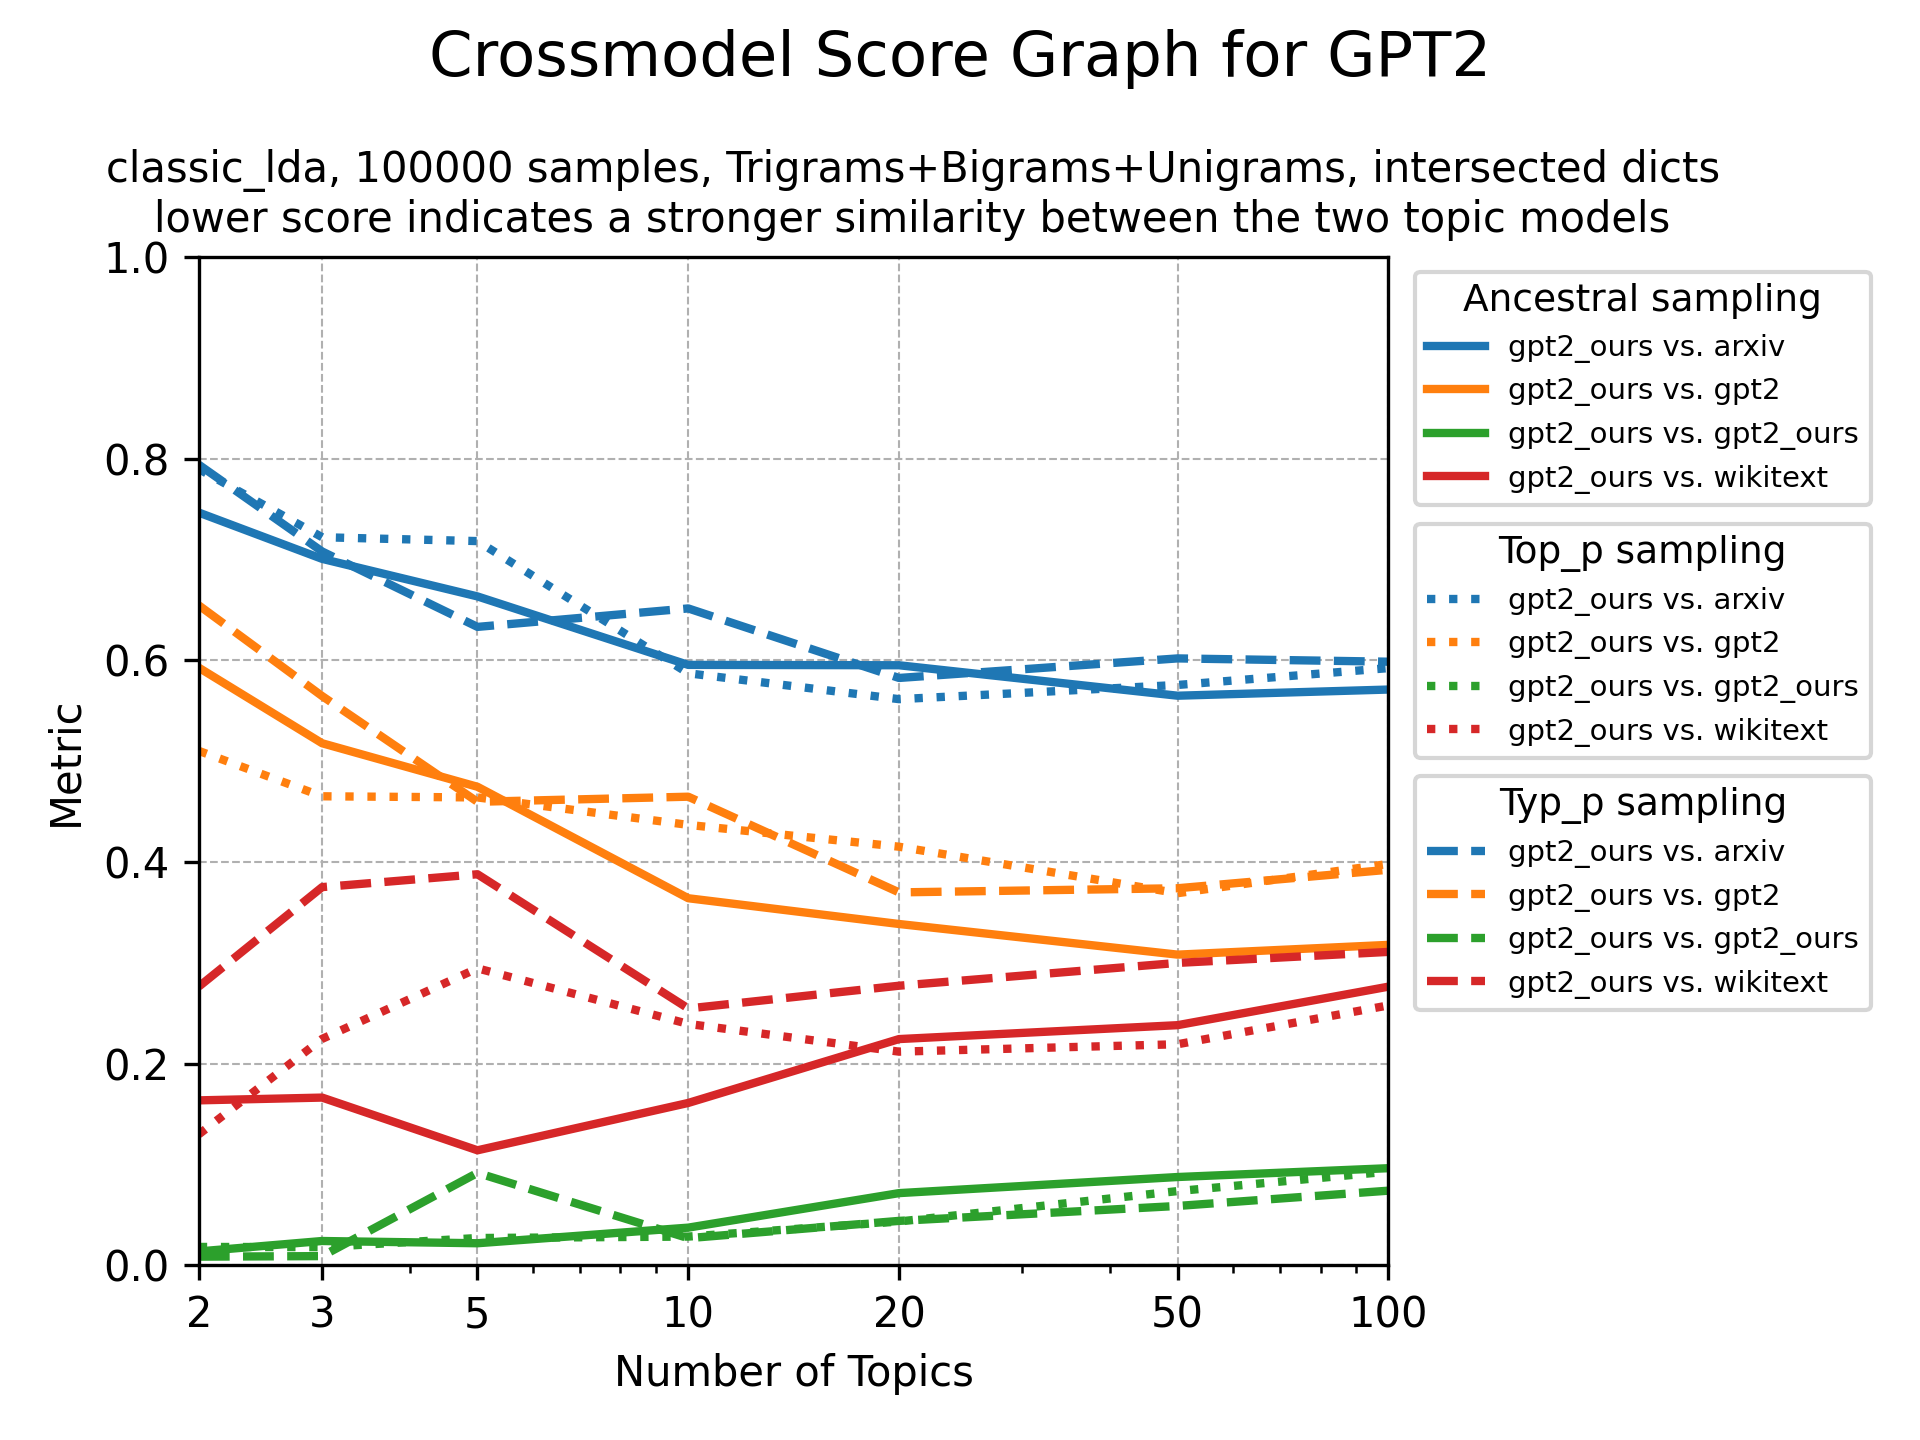 Crossmodel Score Graph for GPT2
classic_lda, 100000 samples, Trigrams+Bigrams+Unigrams, intersected dicts
lower score indicates a stronger similarity between the two topic models
1.0
0.8
0.6
0.4
0.2
0.0
Metric
2 3 5 10 20 50 100
Number of Topics
Ancestral sampling
gpt2_ours vs. arxiv
gpt2_ours vs. gpt2
gpt2_ours vs. gpt2_ours
gpt2_ours vs. wikitext
Top_p sampling
gpt2_ours vs. arxiv
gpt2_ours vs. gpt2
gpt2_ours vs. gpt2_ours
gpt2_ours vs. wikitext
Typ_p sampling
gpt2_ours vs. arxiv
gpt2_ours vs. gpt2
gpt2_ours vs. gpt2_ours
gpt2_ours vs. wikitext